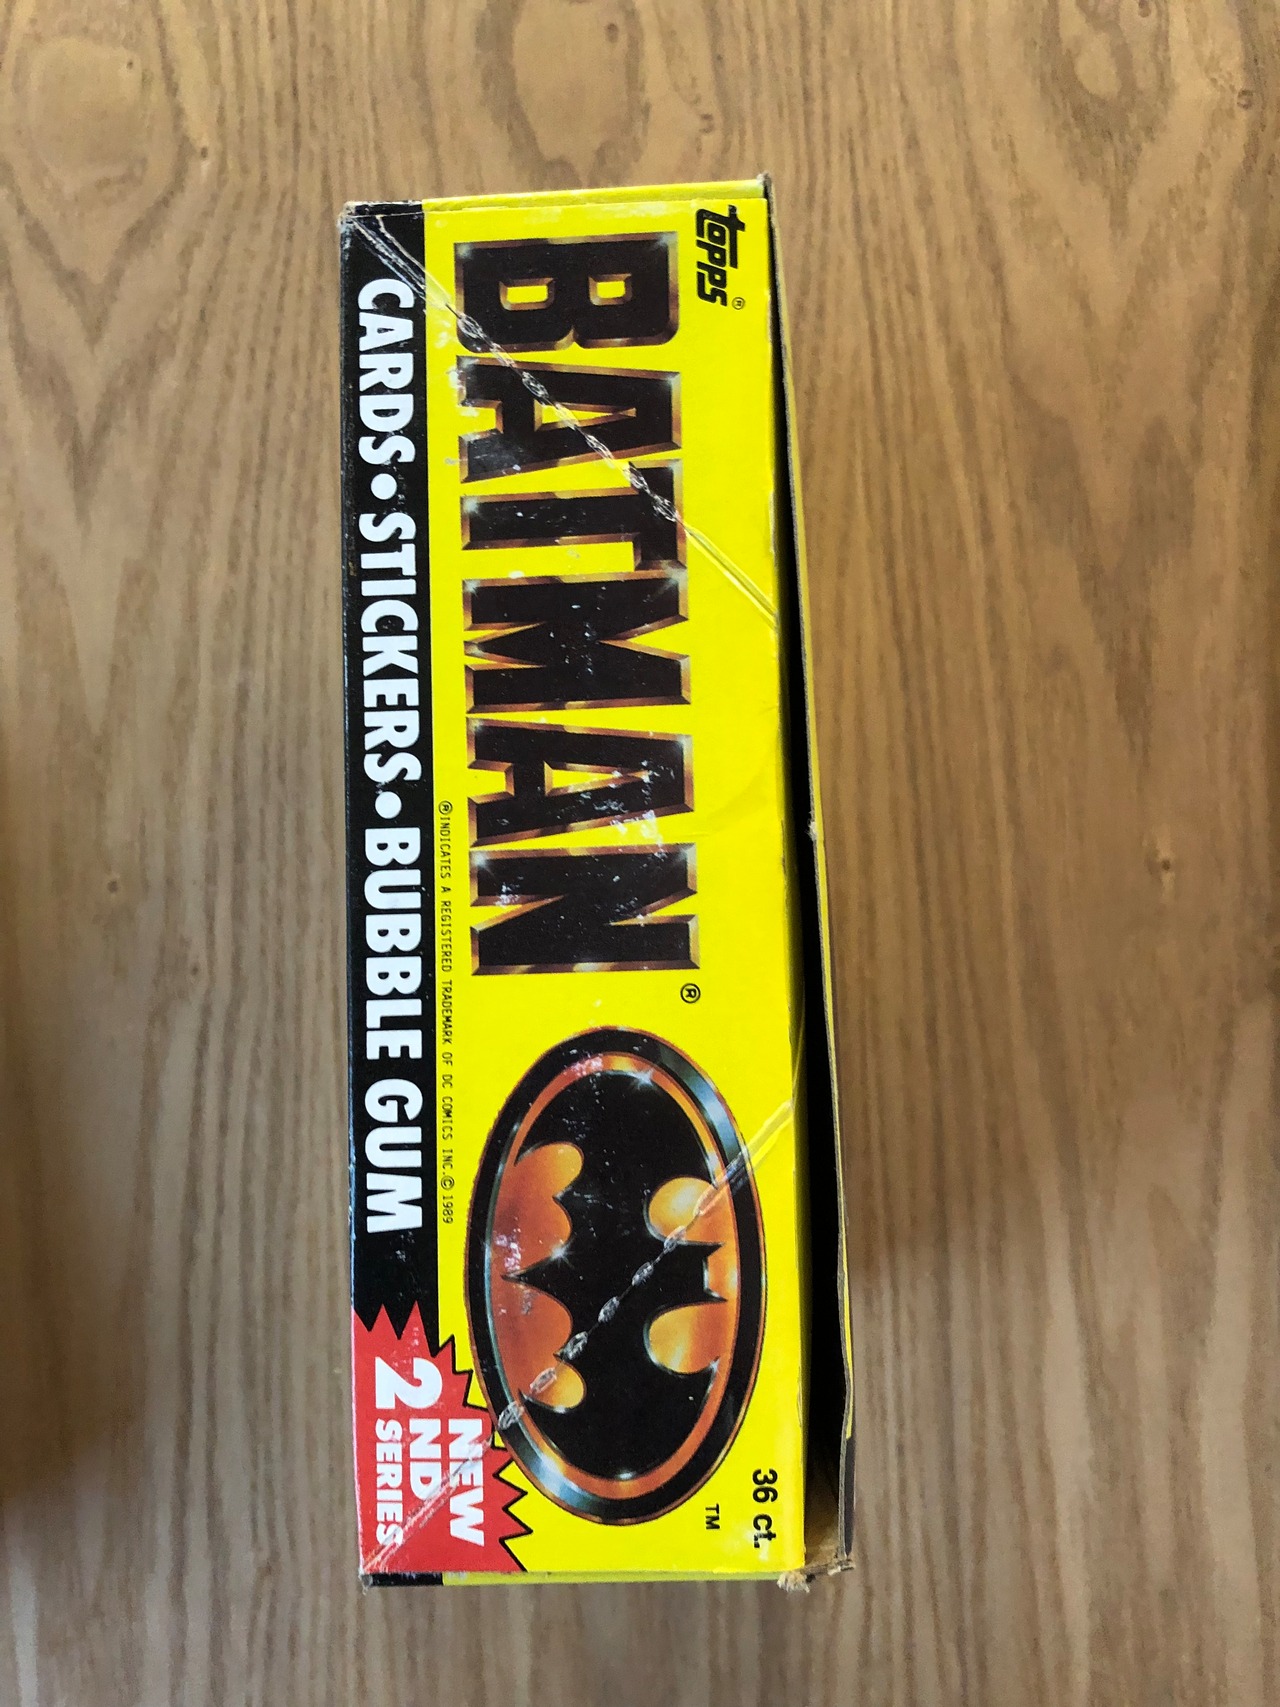 topps®
36 ct.
BATMAN®
TM
®INDICATES A REGISTERED TRADEMARK OF DC COMICS INC.© 1989
CARDS•STICKERS•BUBBLE GUM
NEW
2ND
SERIES